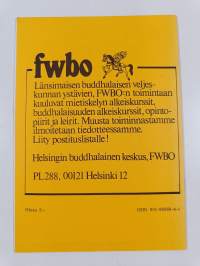 fwbo
Länsimaisen buddhalaisen veljes-
kunnan ystävien, FWBO:n toimintaan
kuuluvat mietiskelyn alkeiskurssit,
buddhalaisuuden alkeiskurssit, opinto-
piirit ja leirit. Muusta toiminnastamme
ilmoitetaan tiedotteessamme.
Liity postituslistalle!
Helsingin buddhalainen keskus, FWBO
PL 288, 00121 Helsinki 12
ISBN